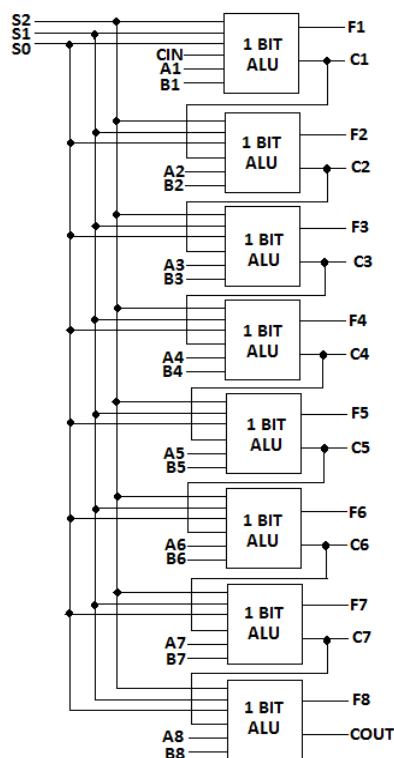 S2
S1
S0
CIN
A1
B1
1 BIT
ALU
F1
C1
A2
B2
1 BIT
ALU
F2
C2
A3
B3
1 BIT
ALU
F3
C3
A4
B4
1 BIT
ALU
F4
C4
A5
B5
1 BIT
ALU
F5
C5
A6
B6
1 BIT
ALU
F6
C6
A7
B7
1 BIT
ALU
F7
C7
A8
B8
1 BIT
ALU
F8
COUT